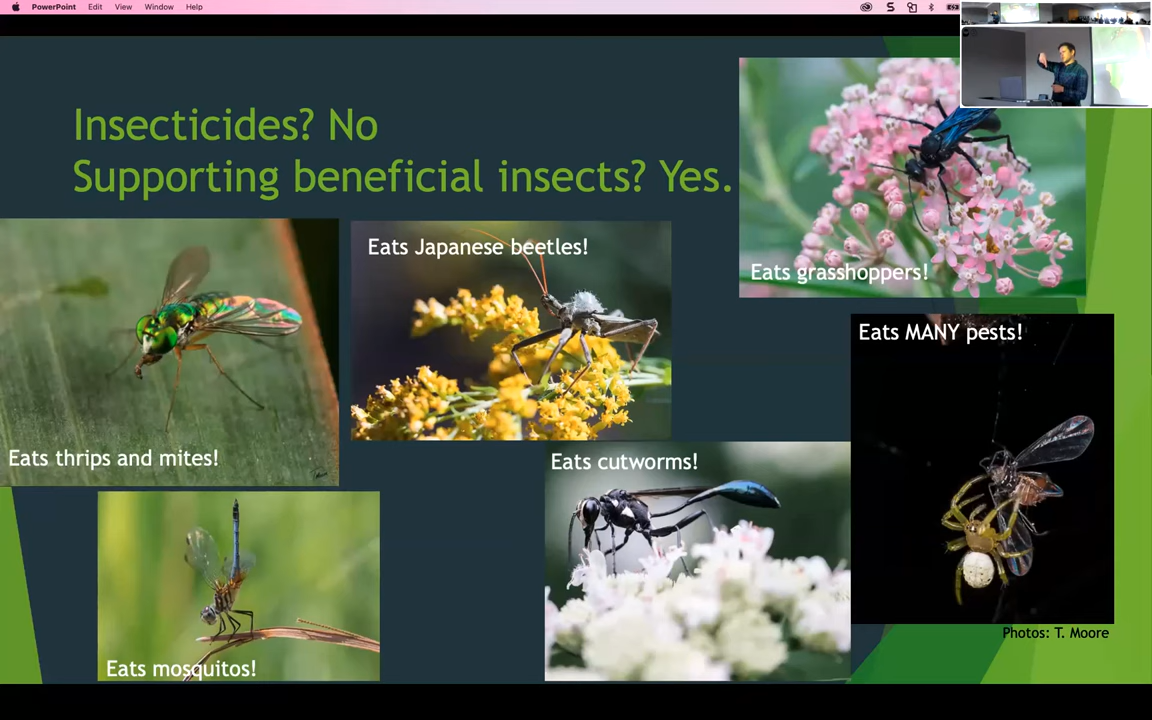 PowerPoint Edit View Window Help
Insecticides? No
Supporting beneficial insects? Yes.
Eats grasshoppers!
Eats Japanese beetles!
Eats MANY pests!
Eats thrips and mites!
Eats cutworms!
Eats mosquitos!
Photos: T. Moore